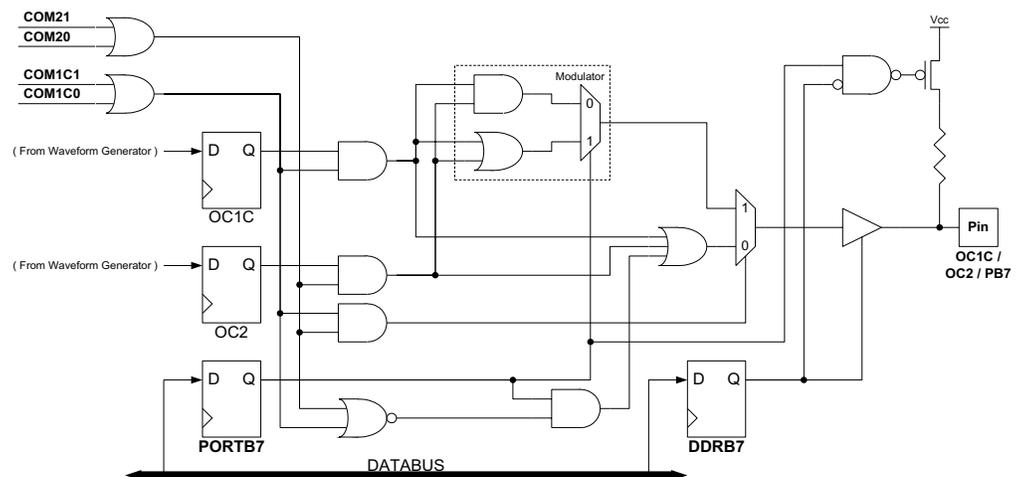 COM21
COM20
COM1C1
COM1C0
Vcc
Modulator
0
1
( From Waveform Generator )
D Q
OC1C
1
0
Pin
OC1C /
OC2 / PB7
( From Waveform Generator )
D Q
OC2
D Q
PORTB7
D Q
DDRB7
DATABUS